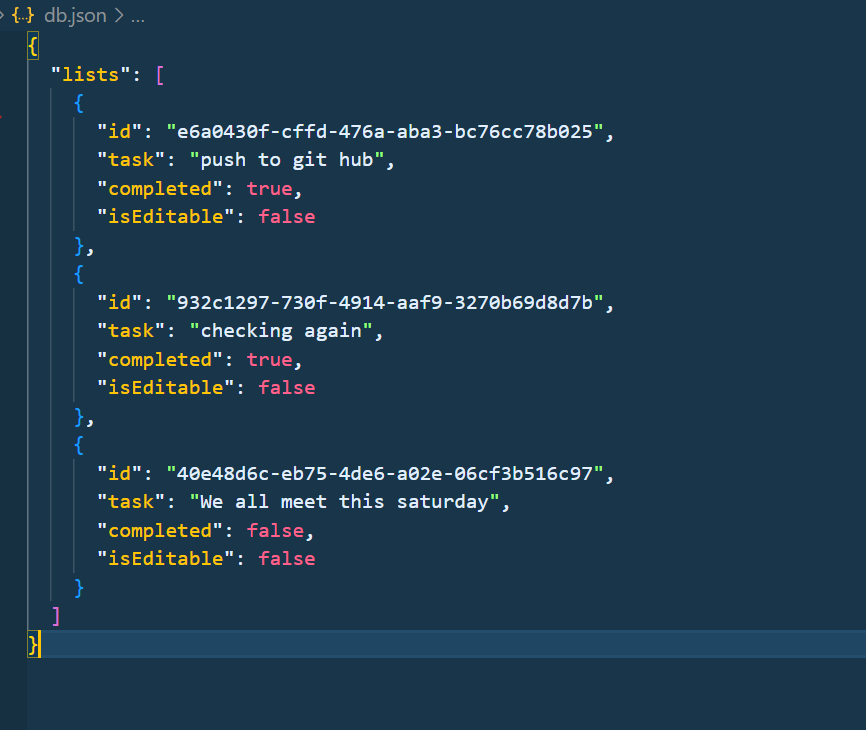 {..} db.json > ...
{
"lists": [
{
"id": "e6a0430f-cffd-476a-aba3-bc76cc78b025",
"task": "push to git hub",
"completed": true,
"isEditable": false
},
{
"id": "932c1297-730f-4914-aaf9-3270b69d8d7b",
"task": "checking again",
"completed": true,
"isEditable": false
},
{
"id": "40e48d6c-eb75-4de6-a02e-06cf3b516c97",
"task": "We all meet this saturday",
"completed": false,
"isEditable": false
}
]
}